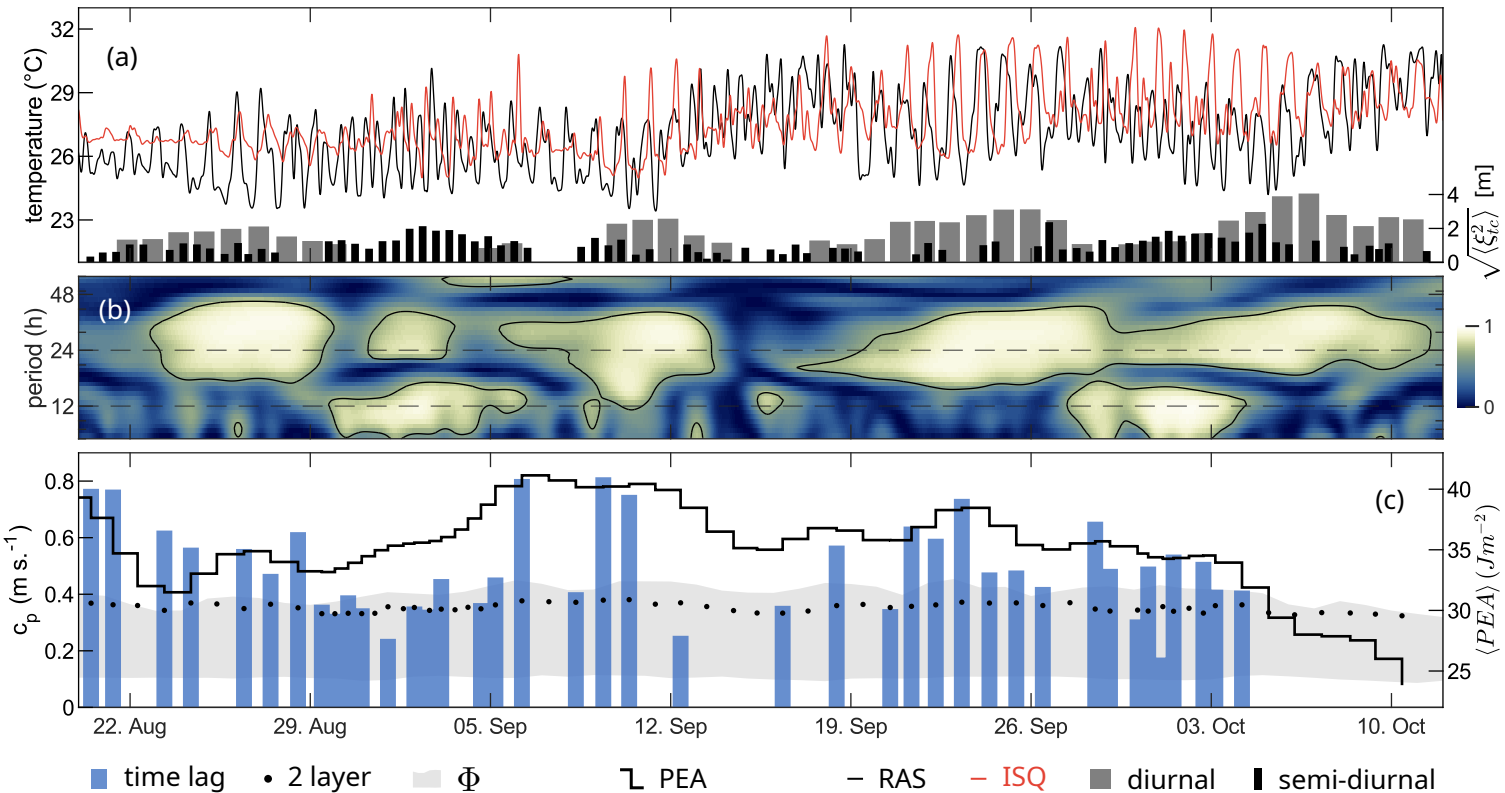 (a)
temperature (°C)
32
29
26
23
4
2
0
√⟨ξ²tc⟩ [m]
(b)
period (h)
48
24
12
1
0
(c)
cp (m s.-1)
0.8
0.6
0.4
0.2
0
40
35
30
25
⟨PEA⟩ (Jm−2)
22. Aug 29. Aug 05. Sep 12. Sep 19. Sep 26. Sep 03. Oct 10. Oct
time lag 2 layer Φ PEA RAS ISQ diurnal semi-diurnal